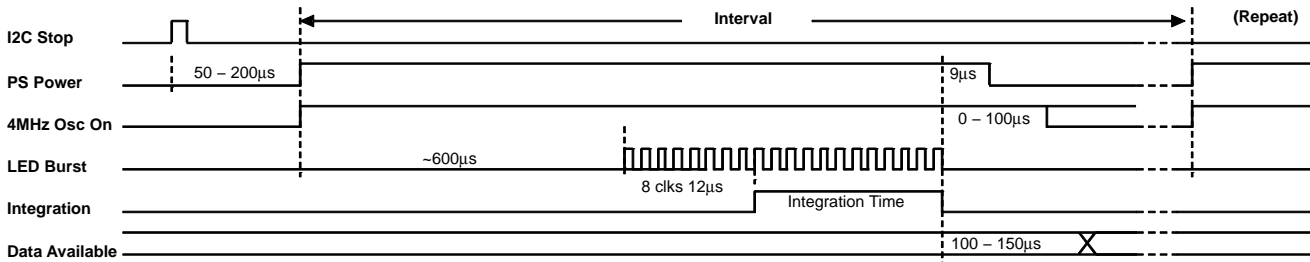 Interval
(Repeat)
I2C Stop
50 – 200µs
9µs
PS Power
0 – 100µs
4MHz Osc On
~600µs
LED Burst
8 clks 12µs
Integration Time
Integration
100 – 150µs
Data Available